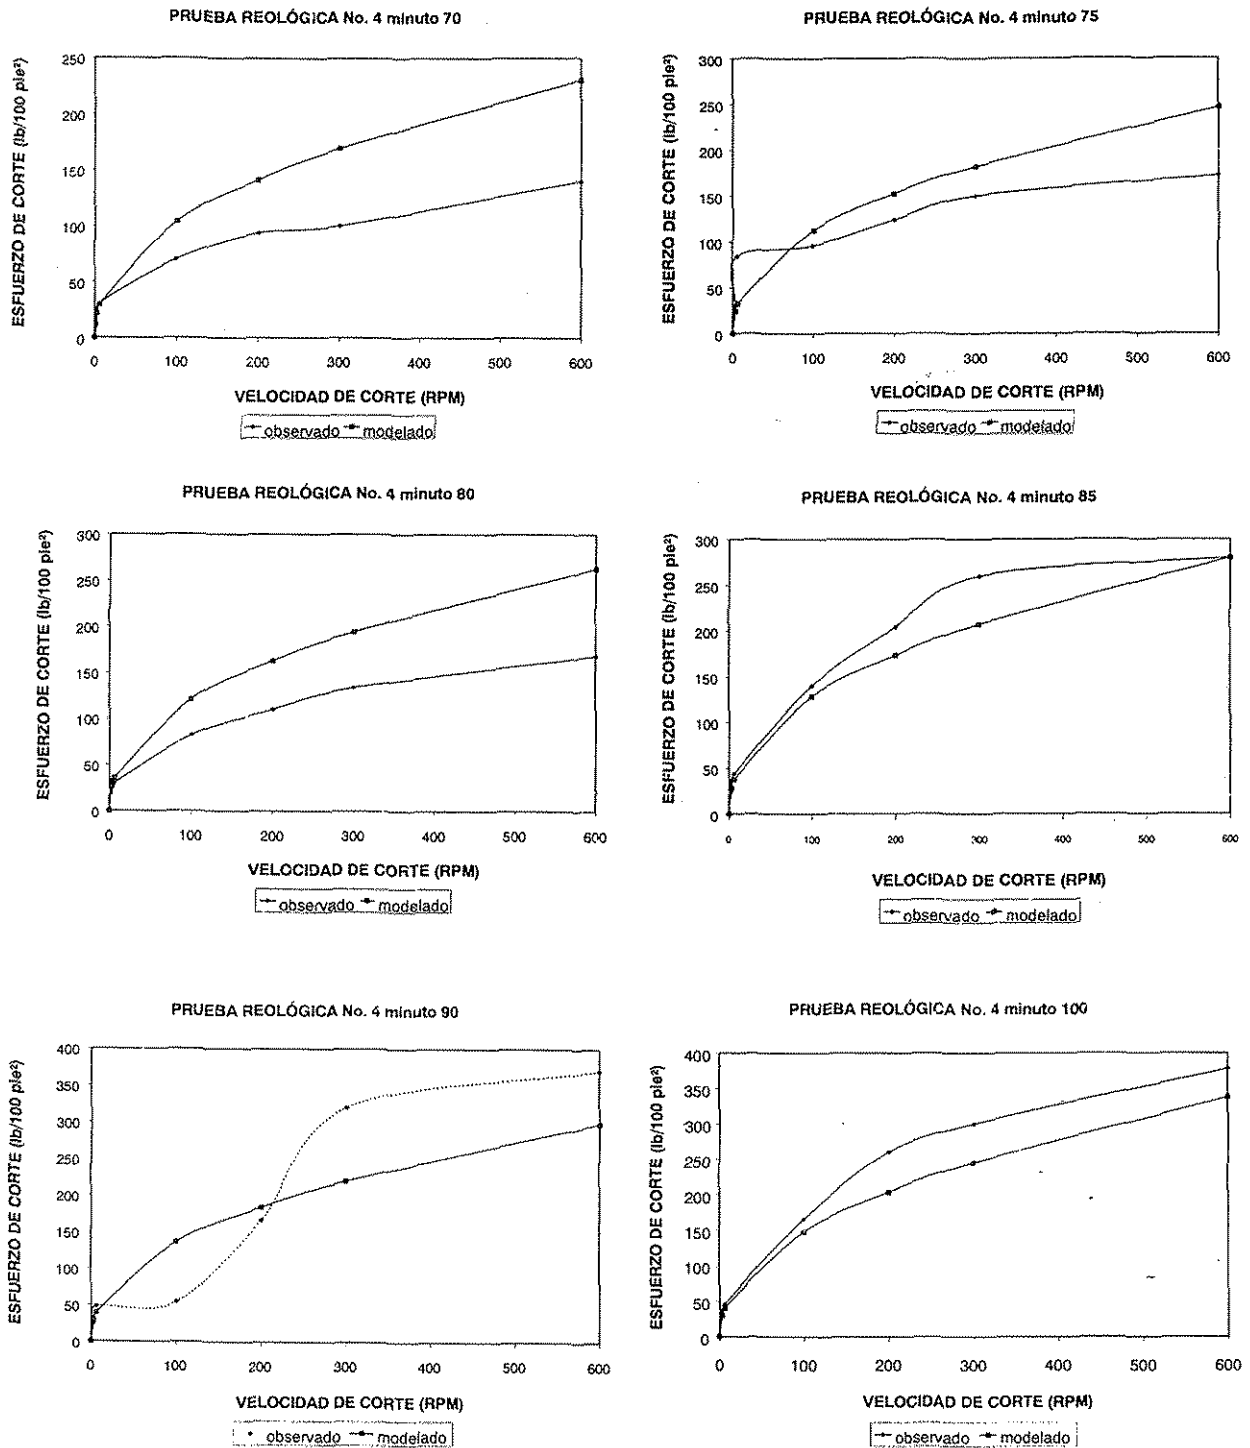 PRUEBA REOLÓGICA No. 4 minuto 70
ESFUERZO DE CORTE (lb/100 pie²)
250
200
150
100
50
0
0 100 200 300 400 500 600
VELOCIDAD DE CORTE (RPM)
observado modelado
PRUEBA REOLÓGICA No. 4 minuto 75
ESFUERZO DE CORTE (lb/100 pie²)
300
250
200
150
100
50
0
0 100 200 300 400 500 600
VELOCIDAD DE CORTE (RPM)
observado modelado
PRUEBA REOLÓGICA No. 4 minuto 80
ESFUERZO DE CORTE (lb/100 pie²)
300
250
200
150
100
50
0
0 100 200 300 400 500 600
VELOCIDAD DE CORTE (RPM)
observado modelado
PRUEBA REOLÓGICA No. 4 minuto 85
ESFUERZO DE CORTE (lb/100 pie²)
300
250
200
150
100
50
0
0 100 200 300 400 500 600
VELOCIDAD DE CORTE (RPM)
observado modelado
PRUEBA REOLÓGICA No. 4 minuto 90
ESFUERZO DE CORTE (lb/100 pie²)
400
350
300
250
200
150
100
50
0
0 100 200 300 400 500 600
VELOCIDAD DE CORTE (RPM)
observado modelado
PRUEBA REOLÓGICA No. 4 minuto 100
ESFUERZO DE CORTE (lb/100 pie²)
400
350
300
250
200
150
100
50
0
0 100 200 300 400 500 600
VELOCIDAD DE CORTE (RPM)
observado modelado